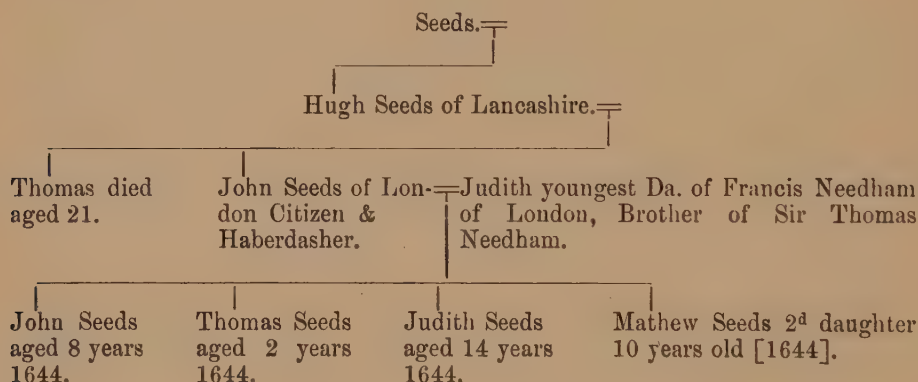 Seeds.
Hugh Seeds of Lancashire.
Thomas died
aged 21.
John Seeds of Lon-
don Citizen &
Haberdasher.
Judith youngest Da. of Francis Needham
of London, Brother of Sir Thomas
Needham.
John Seeds
aged 8 years
1644.
Thomas Seeds
aged 2 years
1644.
Judith Seeds
aged 14 years
1644.
Mathew Seeds 2d daughter
10 years old [1644].